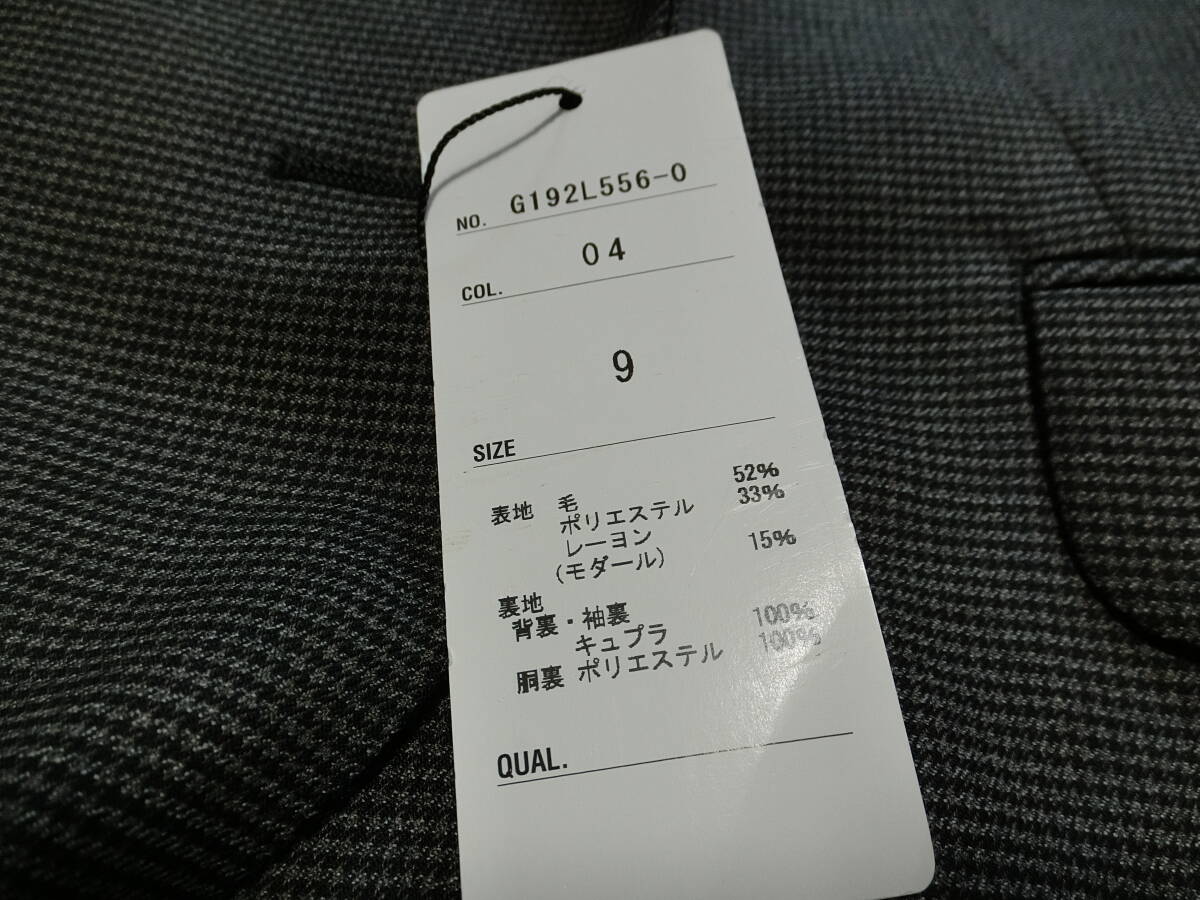 NO. G192L556-0
COL. 04
9
SIZE
表地 毛 52%
ポリエステル 33%
レーヨン 15%
(モダール)
裏地
背裏・袖裏
キュプラ 100%
胴裏 ポリエステル 100%
QUAL.